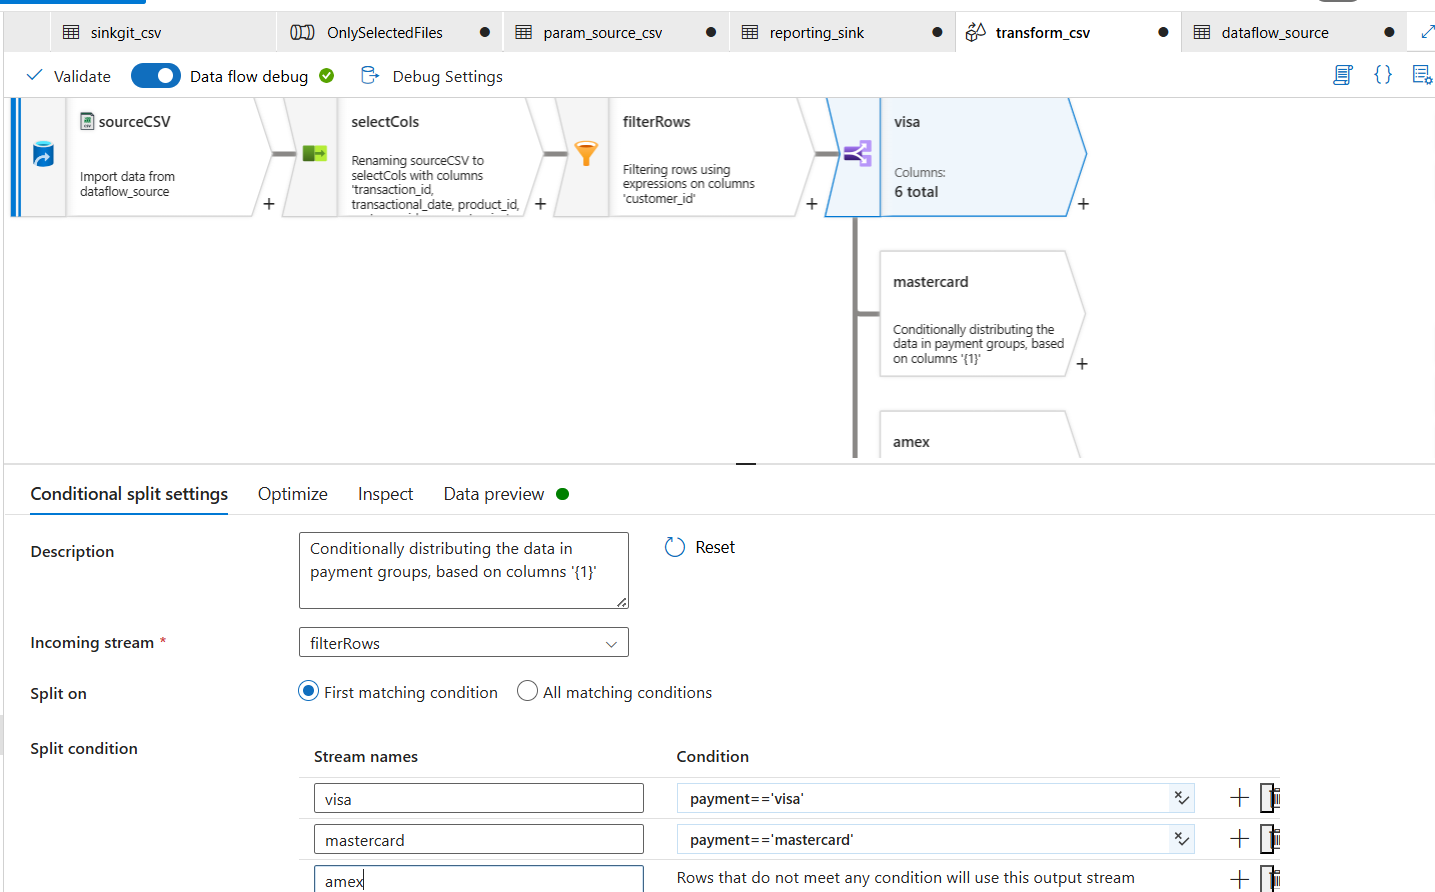 sinkgit_csv
OnlySelectedFiles
param_source_csv
reporting_sink
transform_csv
dataflow_source
Validate
Data flow debug
Debug Settings
sourceCSV
Import data from
dataflow_source
+
selectCols
Renaming sourceCSV to
selectCols with columns
'transaction_id,
transactional_date, product_id,
+
filterRows
Filtering rows using
expressions on columns
'customer_id'
+
visa
Columns:
6 total
+
mastercard
Conditionally distributing the
data in payment groups, based
on columns '{1}'
+
amex
Conditional split settings
Optimize
Inspect
Data preview
Description
Conditionally distributing the data in
payment groups, based on columns '{1}'
Reset
Incoming stream *
filterRows
Split on
First matching condition
All matching conditions
Split condition
Stream names
Condition
visa
payment=='visa'
mastercard
payment=='mastercard'
amex
Rows that do not meet any condition will use this output stream